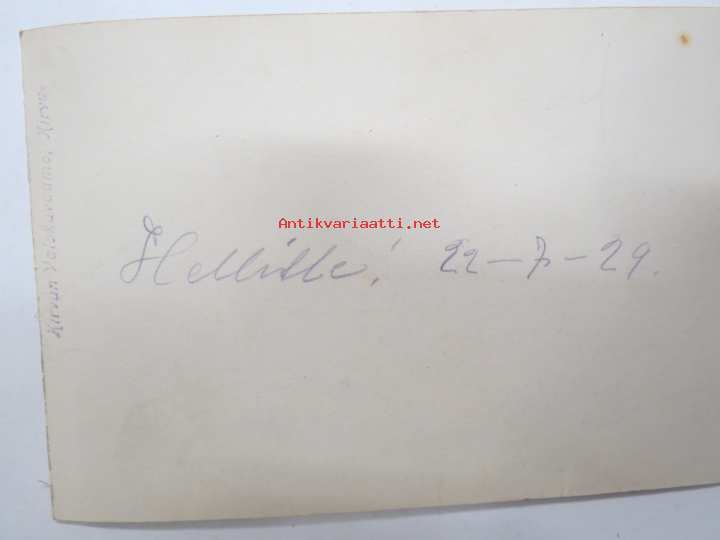 Kirvun Valokuvaamo, Kirvu.
Antikvariaatti.net
Hellille! 22-7-29.